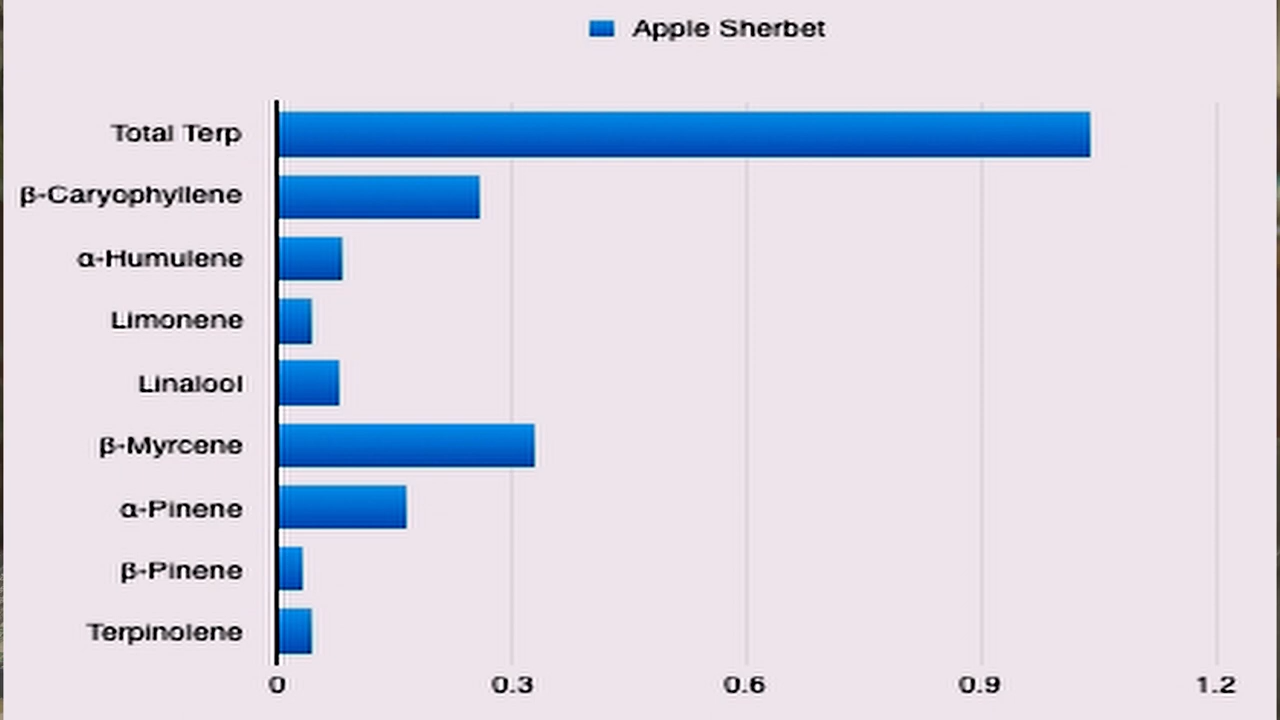 Apple Sherbet
Total Terp
β-Caryophyllene
α-Humulene
Limonene
Linalool
β-Myrcene
α-Pinene
β-Pinene
Terpinolene
0 0.3 0.6 0.9 1.2